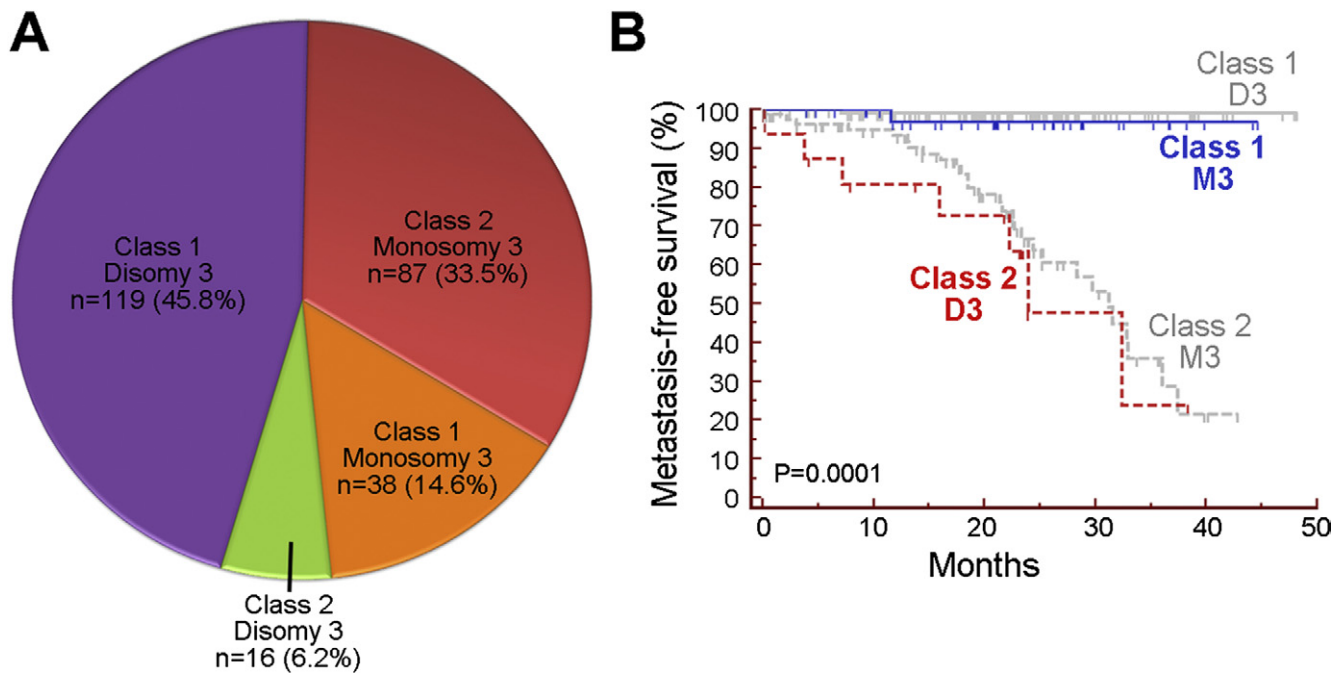 A
Class 1
Disomy 3
n=119 (45.8%)
Class 2
Monosomy 3
n=87 (33.5%)
Class 1
Monosomy 3
n=38 (14.6%)
Class 2
Disomy 3
n=16 (6.2%)
B
Metastasis-free survival (%)
100
90
80
70
60
50
40
30
20
10
0
Class 1
D3
Class 1
M3
Class 2
D3
Class 2
M3
P=0.0001
0
10
20
30
40
50
Months